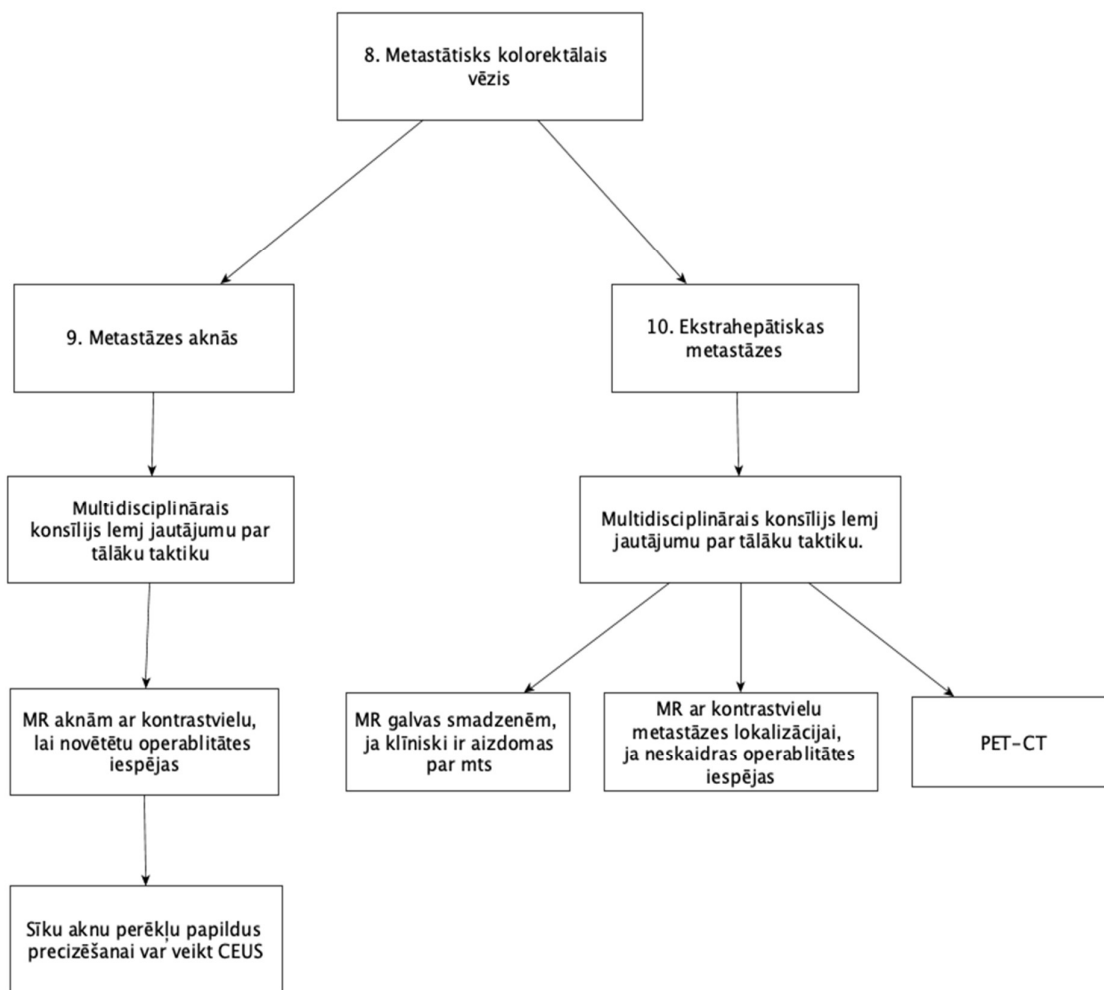 8. Metastātisks kolorektālais
vēzis
9. Metastāzes aknās
10. Ekstrahepātiskas
metastāzes
Multidisciplinārais
konsīlijs lemj jautājumu par
tālāku taktiku
Multidisciplinārais konsīlijs lemj
jautājumu par tālāku taktiku.
MR aknām ar kontrastvielu,
lai novētētu operablitātes
iespējas
MR galvas smadzenēm,
ja klīniski ir aizdomas
par mts
MR ar kontrastvielu
metastāzes lokalizācijai,
ja neskaidras operablitātes
iespējas
PET-CT
Sīku aknu perēkļu papildus
precizēšanai var veikt CEUS